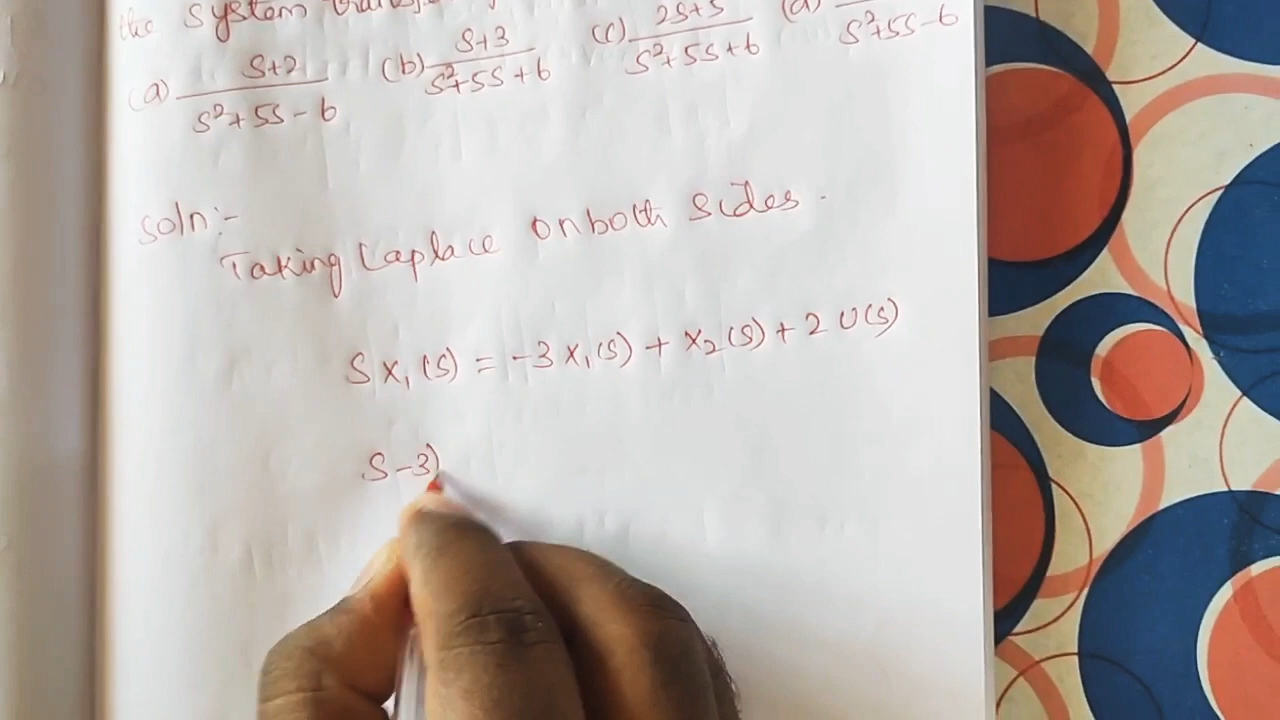 the system
(a) S+2 / S²+5S-6 (b) S+3 / S²+5S+6 (c) 2S+5 / S²+5S+6 (d) / S²+5S-6
Soln:-
Taking Laplace on both sides.
S X₁(S) = -3 X₁(S) + X₂(S) + 2 U(S)
S-3)